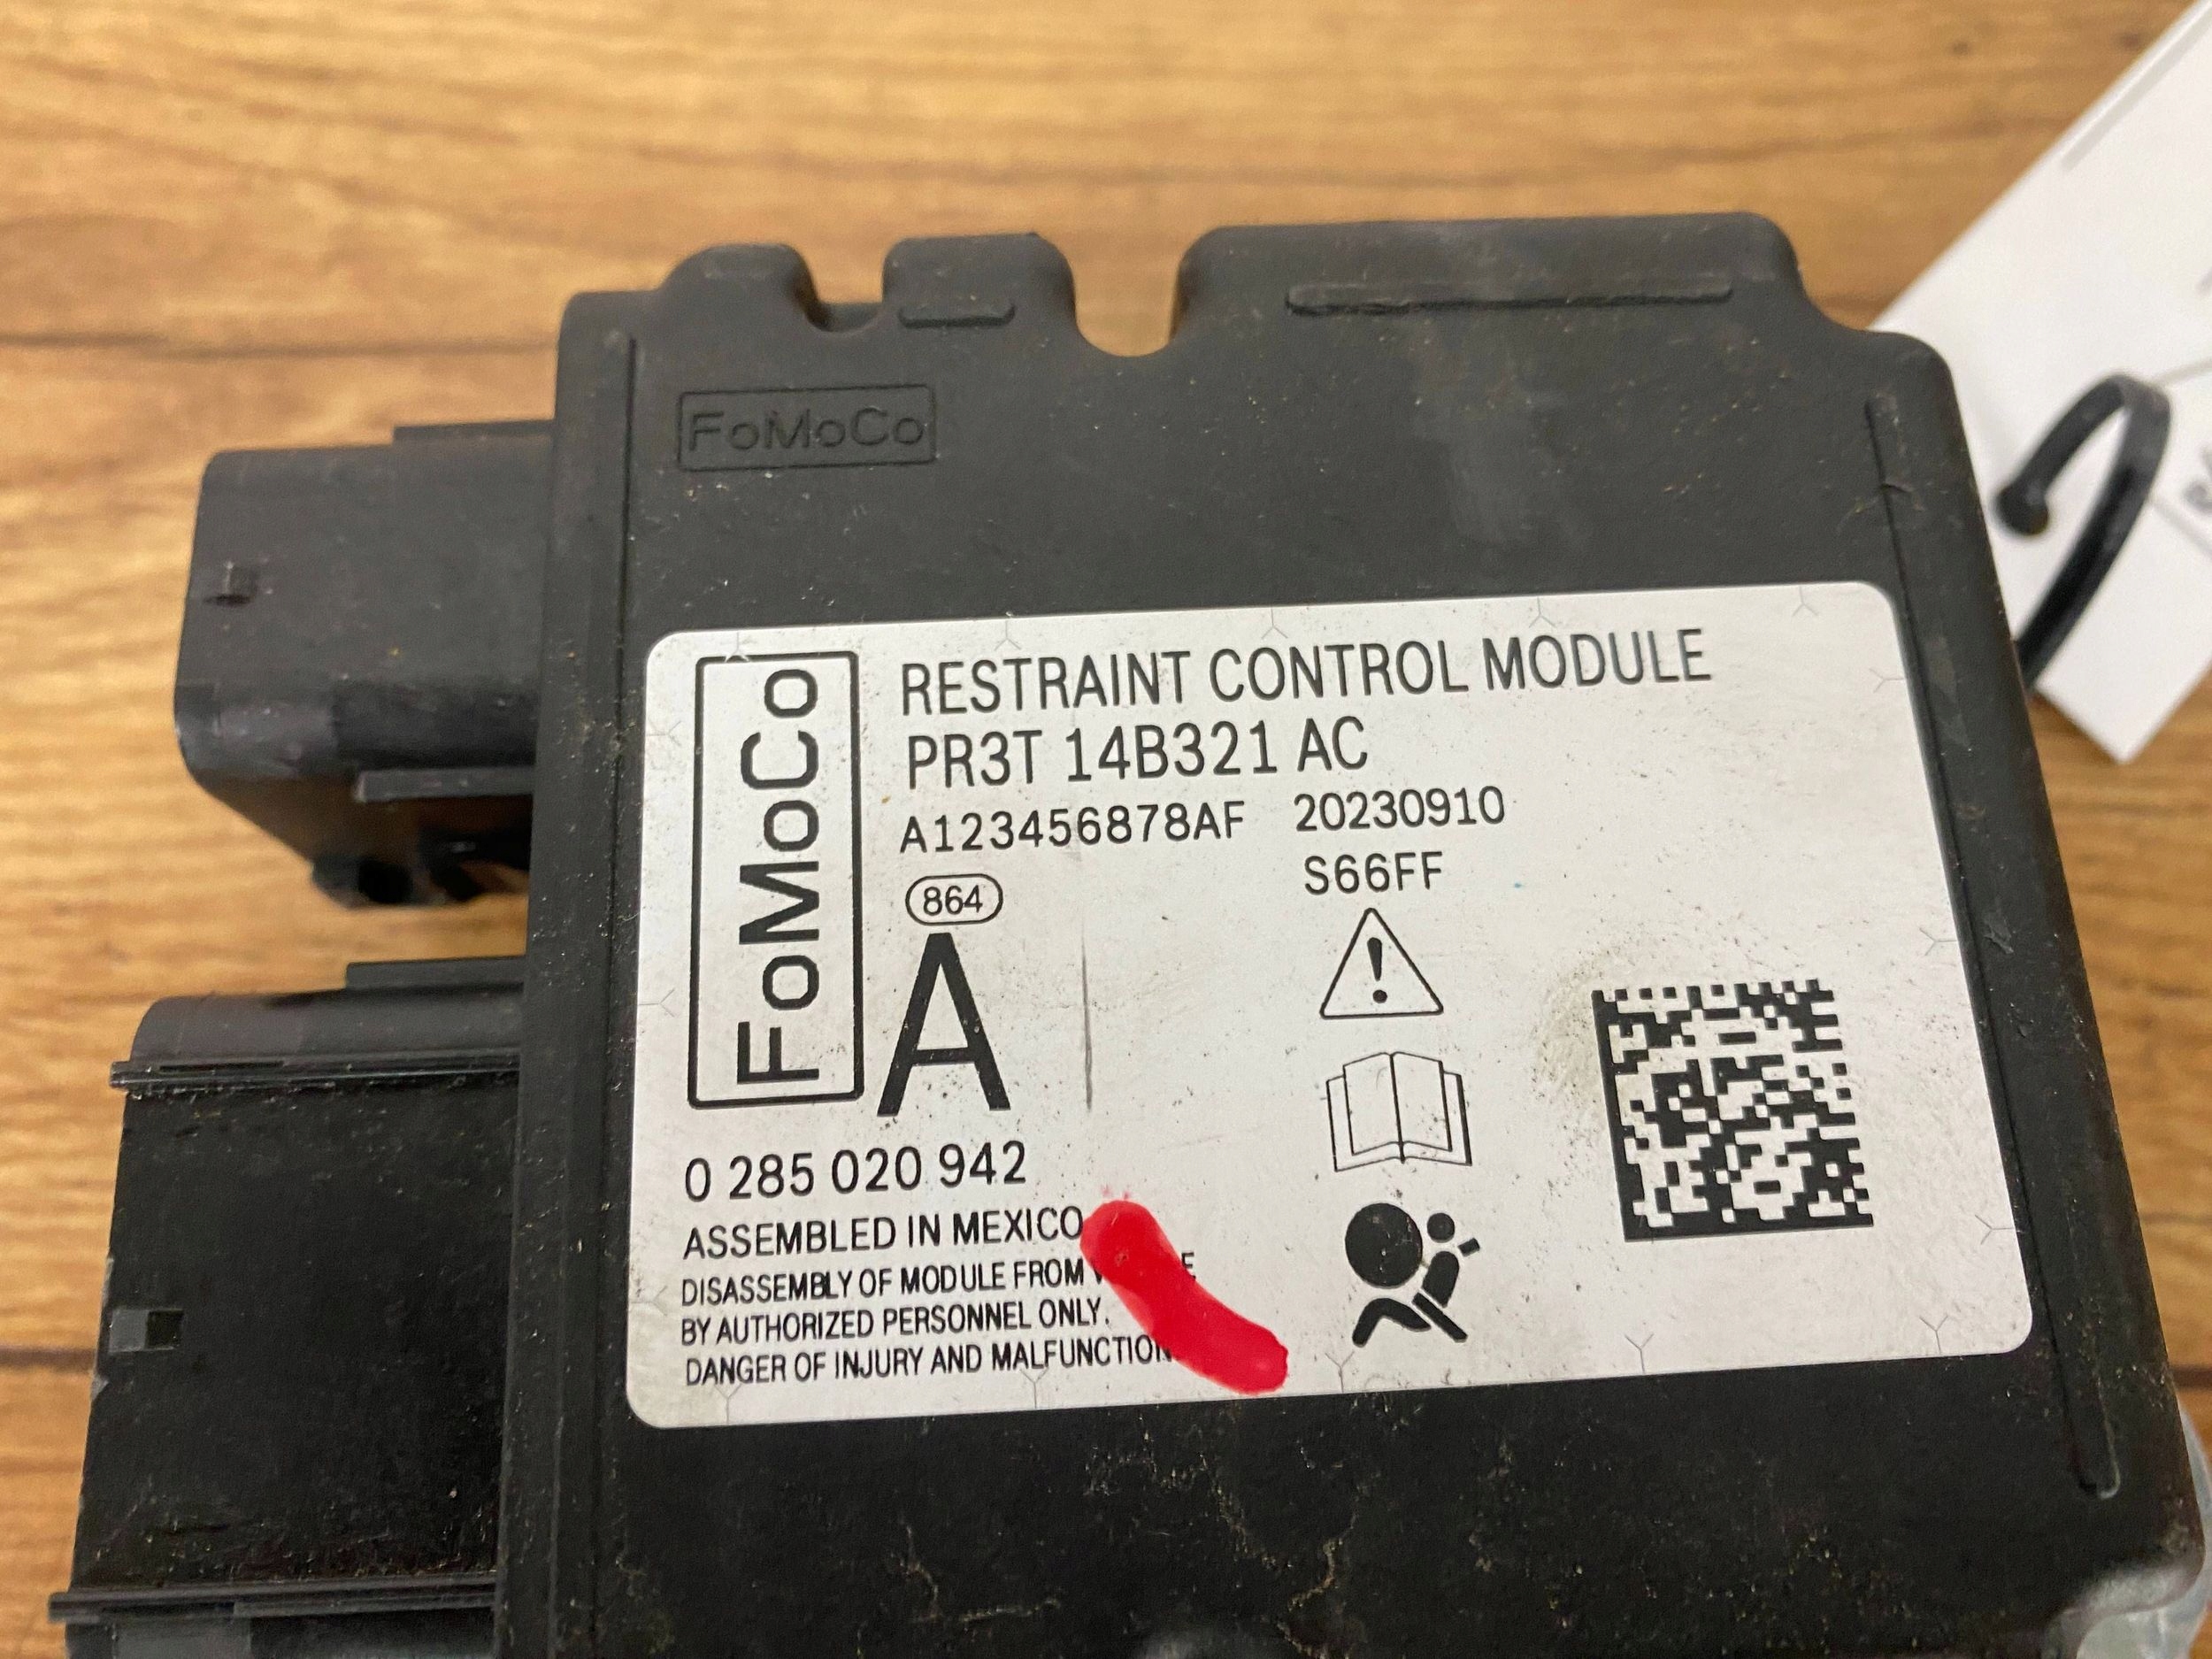 FoMoCo
FoMoCo
RESTRAINT CONTROL MODULE
PR3T 14B321 AC
A123456878AF 20230910
S66FF
864
A
0 285 020 942
ASSEMBLED IN MEXICO
DISASSEMBLY OF MODULE FROM
BY AUTHORIZED PERSONNEL ONLY.
DANGER OF INJURY AND MALFUNCTION